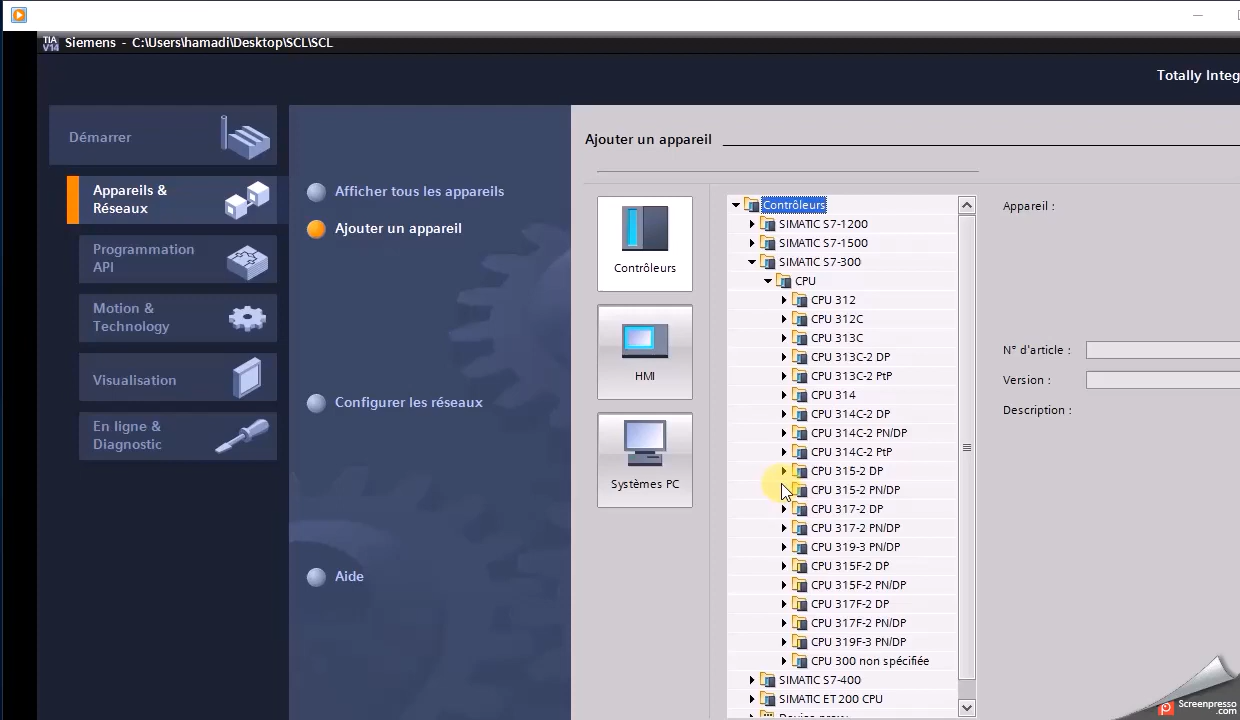 TIA V14 Siemens - C:\Users\hamadi\Desktop\SCL\SCL
Totally Integ
Démarrer
Appareils &
Réseaux
Programmation
API
Motion &
Technology
Visualisation
En ligne &
Diagnostic
Afficher tous les appareils
Ajouter un appareil
Configurer les réseaux
Aide
Ajouter un appareil
Contrôleurs
HMI
Systèmes PC
Contrôleurs
SIMATIC S7-1200
SIMATIC S7-1500
SIMATIC S7-300
CPU
CPU 312
CPU 312C
CPU 313C
CPU 313C-2 DP
CPU 313C-2 PtP
CPU 314
CPU 314C-2 DP
CPU 314C-2 PN/DP
CPU 314C-2 PtP
CPU 315-2 DP
CPU 315-2 PN/DP
CPU 317-2 DP
CPU 317-2 PN/DP
CPU 319-3 PN/DP
CPU 315F-2 DP
CPU 315F-2 PN/DP
CPU 317F-2 DP
CPU 317F-2 PN/DP
CPU 319F-3 PN/DP
CPU 300 non spécifiée
SIMATIC S7-400
SIMATIC ET 200 CPU
Appareil :
N° d'article :
Version :
Description :
Screenpresso
.com